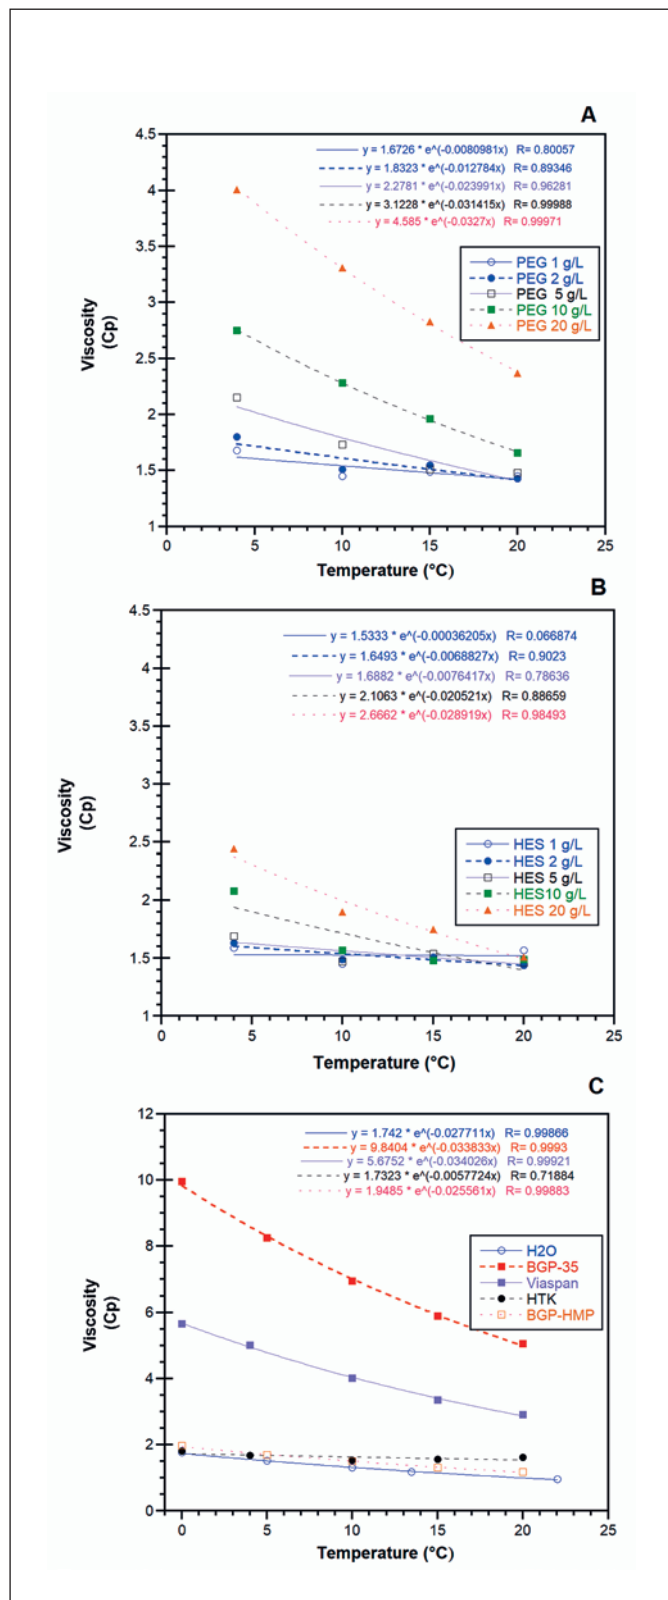 A
y = 1.6726 * e^(-0.0080981x) R= 0.80057
y = 1.8323 * e^(-0.012784x) R= 0.89346
y = 2.2781 * e^(-0.023991x) R= 0.96281
y = 3.1228 * e^(-0.031415x) R= 0.99988
y = 4.585 * e^(-0.0327x) R= 0.99971
PEG 1 g/L
PEG 2 g/L
PEG 5 g/L
PEG 10 g/L
PEG 20 g/L
Viscosity
(Cp)
4.5
4
3.5
3
2.5
2
1.5
1
0 5 10 15 20 25
Temperature (°C)
B
y = 1.5333 * e^(-0.00036205x) R= 0.066874
y = 1.6493 * e^(-0.0068827x) R= 0.9023
y = 1.6882 * e^(-0.0076417x) R= 0.78636
y = 2.1063 * e^(-0.020521x) R= 0.88659
y = 2.6662 * e^(-0.028919x) R= 0.98493
HES 1 g/L
HES 2 g/L
HES 5 g/L
HES10 g/L
HES 20 g/L
Viscosity
(Cp)
4.5
4
3.5
3
2.5
2
1.5
1
0 5 10 15 20 25
Temperature (°C)
C
y = 1.742 * e^(-0.027711x) R= 0.99866
y = 9.8404 * e^(-0.033833x) R= 0.9993
y = 5.6752 * e^(-0.034026x) R= 0.99921
y = 1.7323 * e^(-0.0057724x) R= 0.71884
y = 1.9485 * e^(-0.025561x) R= 0.99883
H2O
BGP-35
Viaspan
HTK
BGP-HMP
Viscosity
(Cp)
12
10
8
6
4
2
0
0 5 10 15 20 25
Temperature (°C)